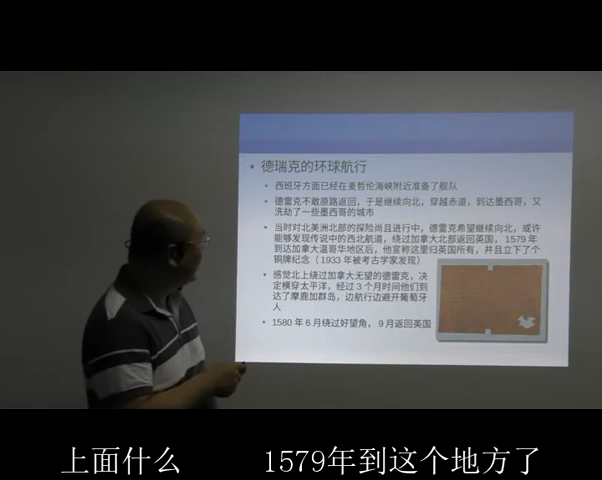 德瑞克的环球航行
西班牙方面已经在麦哲伦海峡附近准备了舰队
德雷克不敢原路返回，于是继续向北，穿越赤道，到达墨西哥，又
洗劫了一些墨西哥的城市
当时对北美洲北部的探险尚且进行中，德雷克希望继续向北，或许
能够发现传说中的西北航道，绕过加拿大北部返回英国，1579 年
到达加拿大温哥华地区后，他宣称这里归英国所有，并且立下了个
铜牌纪念（1933 年被考古学家发现）
感觉北上绕过加拿大无望的德雷克，决
定横穿太平洋，经过 3 个月时间他们到
达了摩鹿加群岛，边航行边避开葡萄牙
人
1580 年 6 月绕过好望角，9 月返回英国
上面什么 1579年到这个地方了